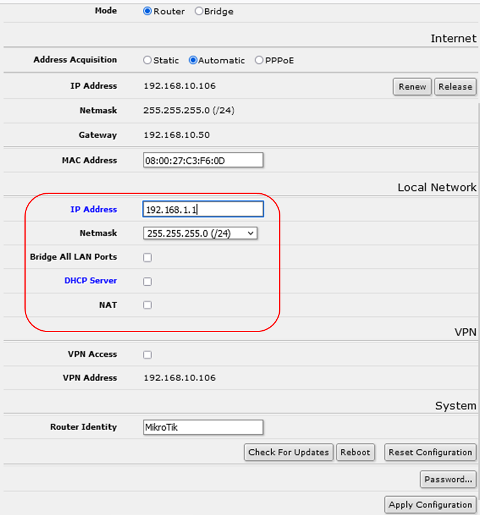 Mode Router Bridge
Internet
Address Acquisition Static Automatic PPPoE
IP Address 192.168.10.106 Renew Release
Netmask 255.255.255.0 (/24)
Gateway 192.168.10.50
MAC Address 08:00:27:C3:F6:0D
Local Network
IP Address 192.168.1.1
Netmask 255.255.255.0 (/24)
Bridge All LAN Ports
DHCP Server
NAT
VPN
VPN Access
VPN Address 192.168.10.106
System
Router Identity MikroTik
Check For Updates Reboot Reset Configuration
Password...
Apply Configuration